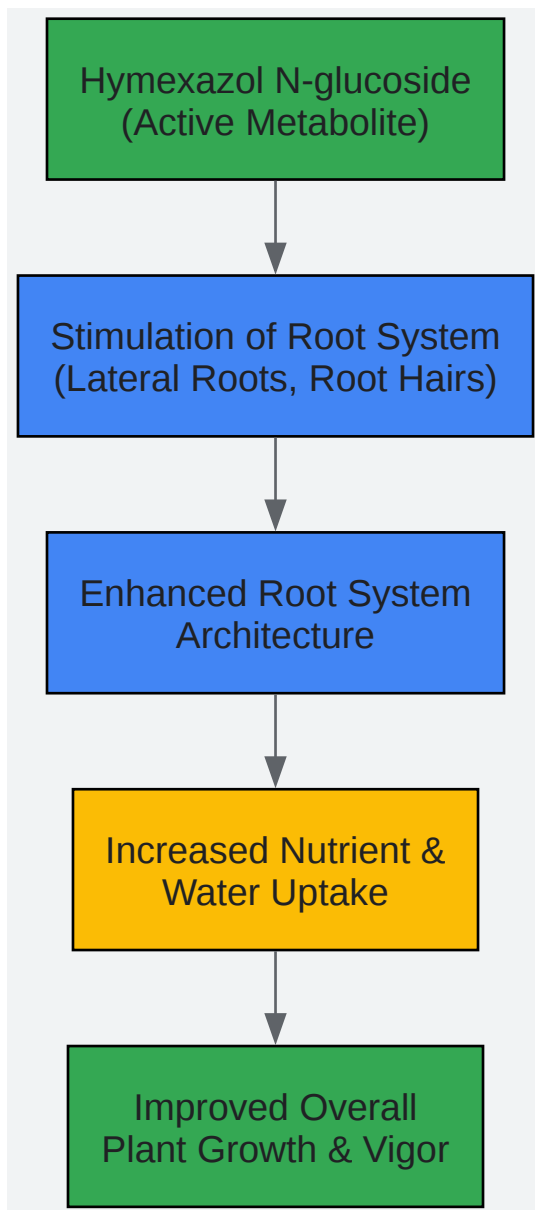 Hymexazol N-glucoside
(Active Metabolite)
Stimulation of Root System
(Lateral Roots, Root Hairs)
Enhanced Root System
Architecture
Increased Nutrient &
Water Uptake
Improved Overall
Plant Growth & Vigor